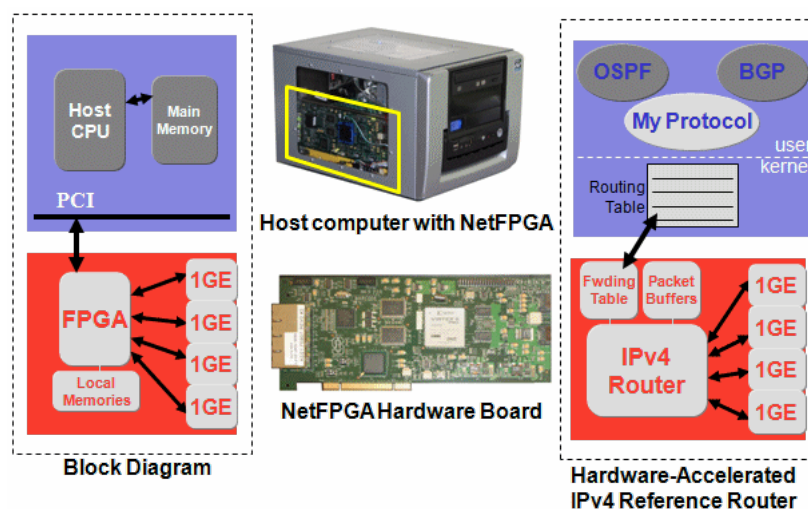 Host
CPU
Main
Memory
PCI
FPGA
Local
Memories
1GE
1GE
1GE
1GE
Block Diagram
Host computer with NetFPGA
NetFPGA Hardware Board
OSPF
BGP
My Protocol
user
kernel
Routing
Table
Fwding
Table
Packet
Buffers
IPv4
Router
1GE
1GE
1GE
1GE
Hardware-Accelerated
IPv4 Reference Router